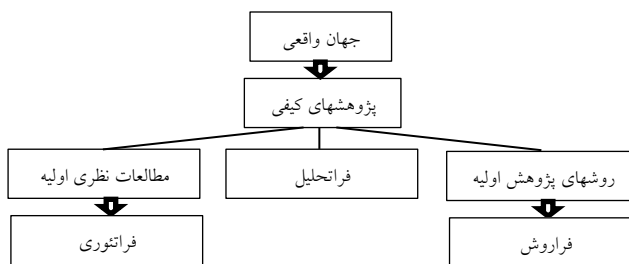 جهان واقعی
پژوهشهای کیفی
روشهای پژوهش اولیه
فراتحلیل
مطالعات نظری اولیه
فراروش
فراتئوری